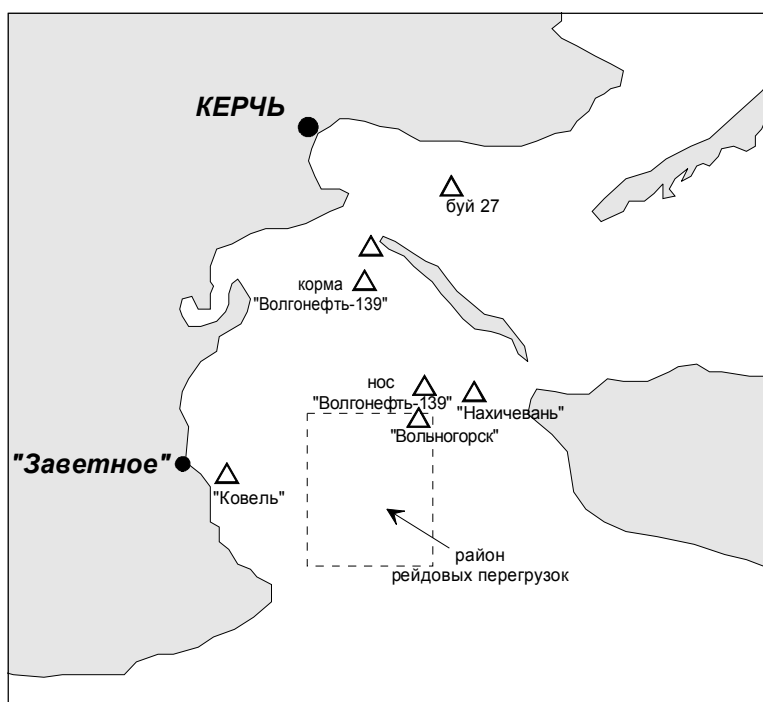 КЕРЧЬ
буй 27
корма
"Волгонефть-139"
нос
"Волгонефть-139"
"Нахичевань"
"Вольногорск"
"Заветное"
"Ковель"
район
рейдовых перегрузок